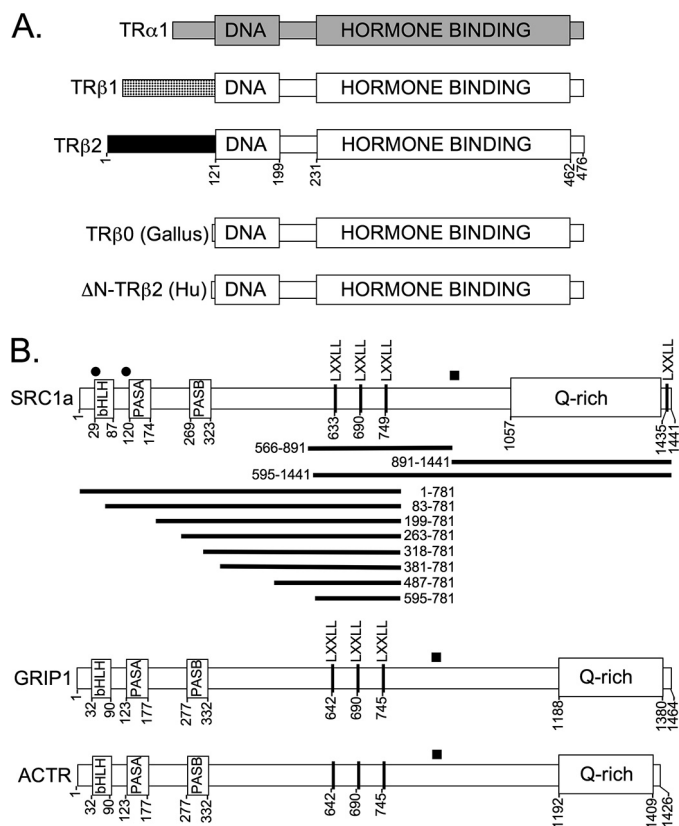 A.
TRα1 DNA HORMONE BINDING
TRβ1 DNA HORMONE BINDING
TRβ2 DNA HORMONE BINDING
1 121 199 231 462 476
TRβ0 (Gallus) DNA HORMONE BINDING
ΔN-TRβ2 (Hu) DNA HORMONE BINDING
B.
LXXLL LXXLL LXXLL LXXLL
SRC1a bHLH PASA PASB Q-rich
1 29 87 120 174 269 323 633 690 749 1057 1435 1441
566-891
891-1441
595-1441
1-781
83-781
199-781
263-781
318-781
381-781
487-781
595-781
LXXLL LXXLL LXXLL
GRIP1 bHLH PASA PASB Q-rich
1 32 90 123 177 277 332 642 690 745 1188 1380 1464
ACTR bHLH PASA PASB Q-rich
1 32 90 123 177 277 332 642 690 745 1192 1409 1426